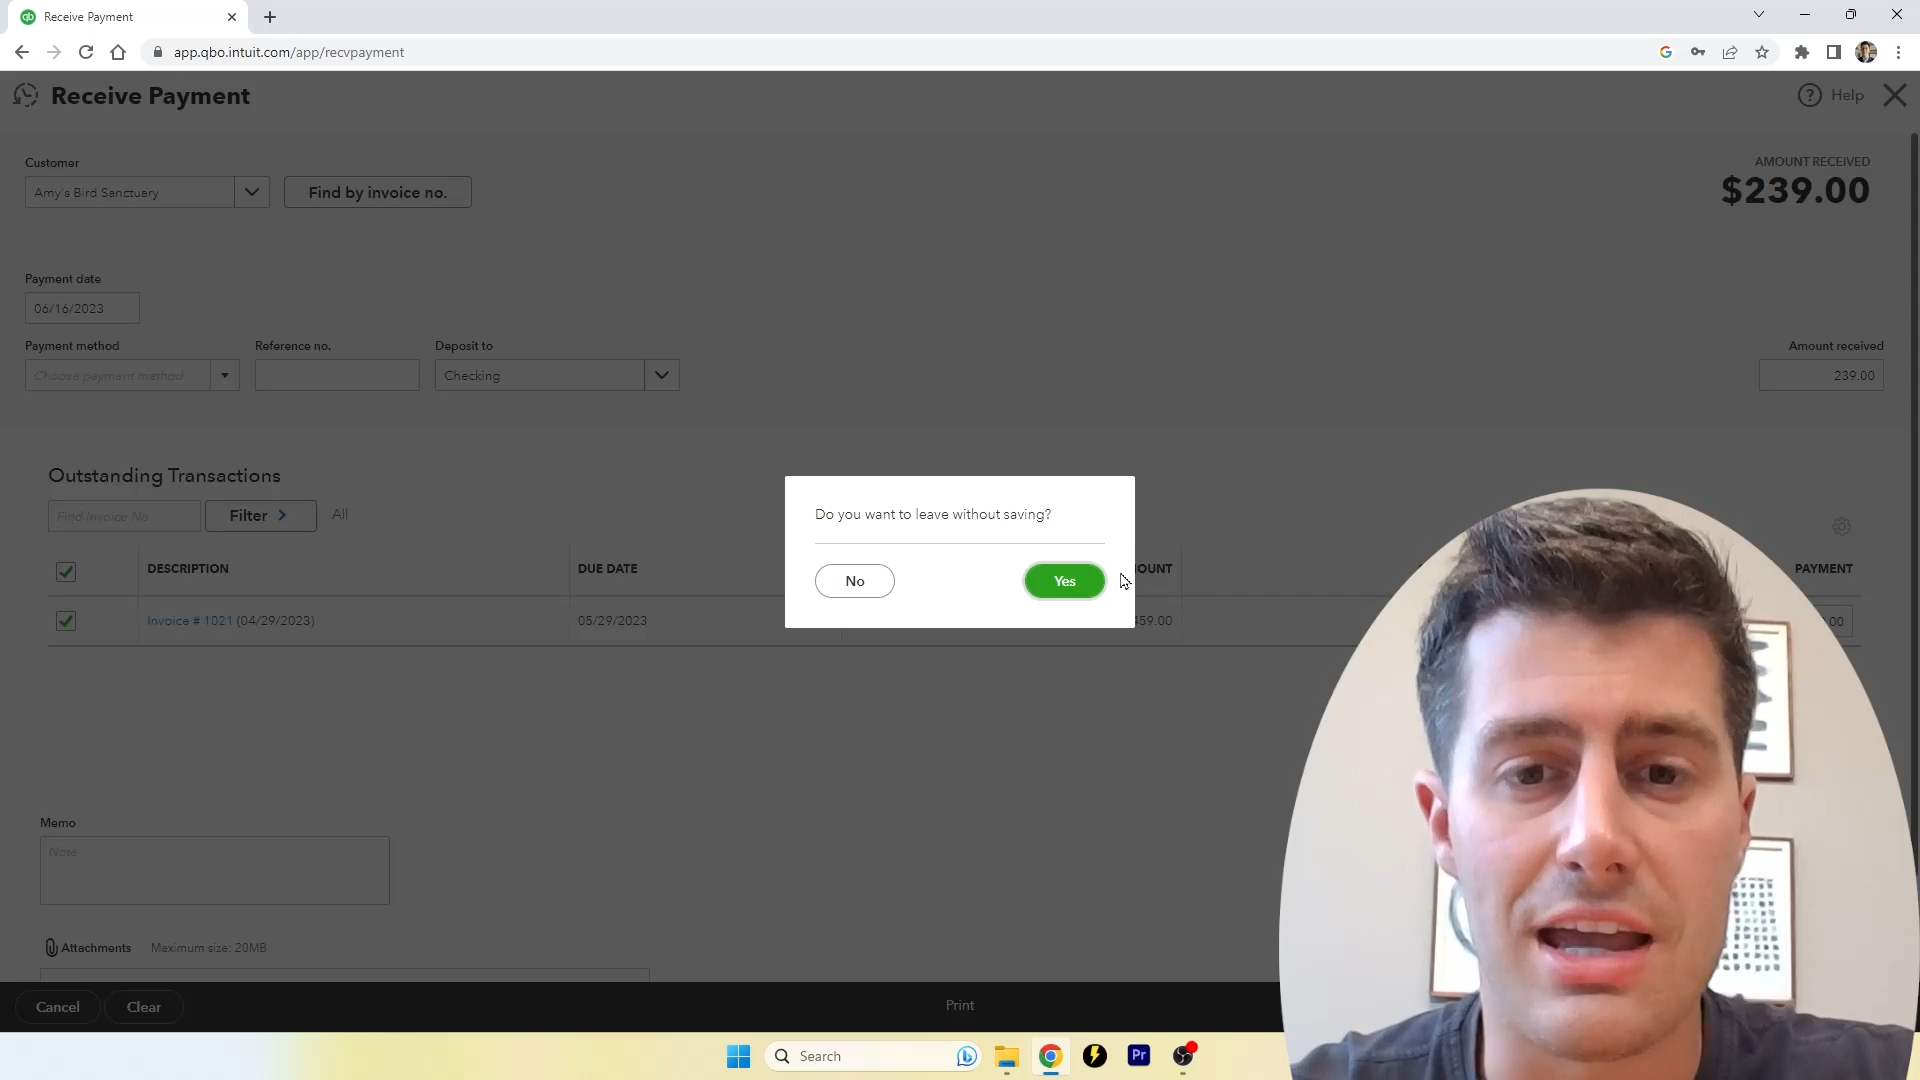 Receive Payment
app.qbo.intuit.com/app/recvpayment
Receive Payment
Help
Customer
AMOUNT RECEIVED
Amy's Bird Sanctuary
Find by invoice no.
$239.00
Payment date
06/16/2023
Payment method
Reference no.
Deposit to
Amount received
Choose payment method
Checking
239.00
Outstanding Transactions
Find Invoice No.
Filter
All
Do you want to leave without saving?
DESCRIPTION
DUE DATE
OUNT
PAYMENT
No
Yes
Invoice # 1021 (04/29/2023)
05/29/2023
459.00
.00
Memo
Note
Attachments
Maximum size: 20MB
Cancel
Clear
Print
Search
Pr